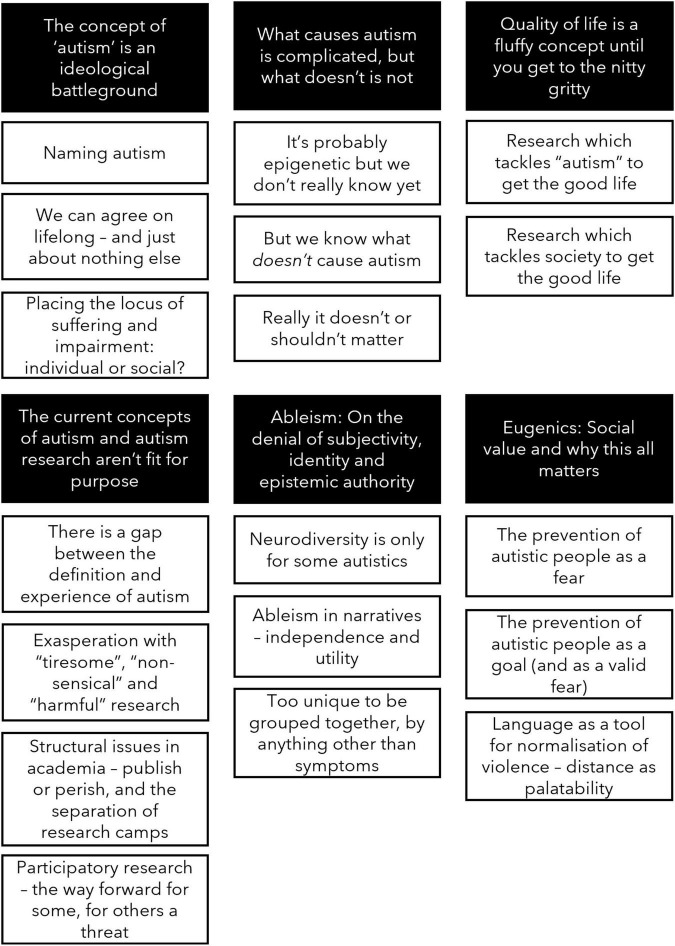 The concept of
‘autism’ is an
ideological
battleground
Naming autism
We can agree on
lifelong – and just
about nothing else
Placing the locus of
suffering and
impairment:
individual or social?
What causes autism
is complicated, but
what doesn’t is not
It’s probably
epigenetic but we
don’t really know yet
But we know what
doesn’t cause autism
Really it doesn’t or
shouldn’t matter
Quality of life is a
fluffy concept until
you get to the nitty
gritty
Research which
tackles “autism” to
get the good life
Research which
tackles society to get
the good life
The current concepts
of autism and autism
research aren’t fit for
purpose
There is a gap
between the
definition and
experience of autism
Exasperation with
“tiresome”, “non-
sensical” and
“harmful” research
Structural issues in
academia – publish
or perish, and the
separation of
research camps
Participatory research
– the way forward for
some, for others a
threat
Ableism: On the
denial of subjectivity,
identity and
epistemic authority
Neurodiversity is only
for some autistics
Ableism in narratives
– independence and
utility
Too unique to be
grouped together, by
anything other than
symptoms
Eugenics: Social
value and why this all
matters
The prevention of
autistic people as a
fear
The prevention of
autistic people as a
goal (and as a valid
fear)
Language as a tool
for normalisation of
violence – distance as
palatability